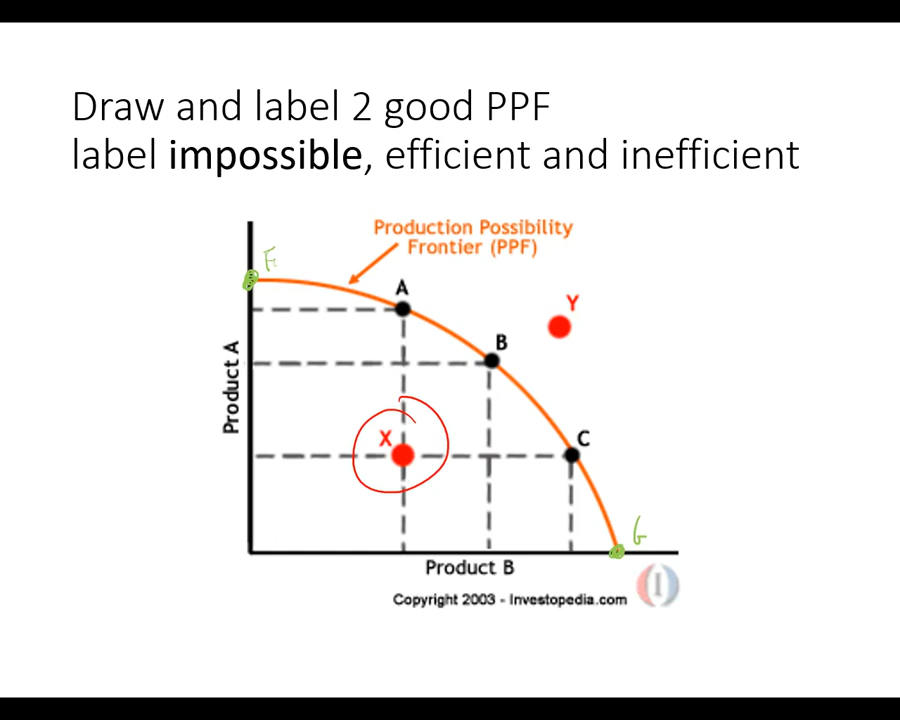 Draw and label 2 good PPF
label impossible, efficient and inefficient
Production Possibility
Frontier (PPF)
F
A
Y
B
Product A
X
C
G
Product B
Copyright 2003 - Investopedia.com